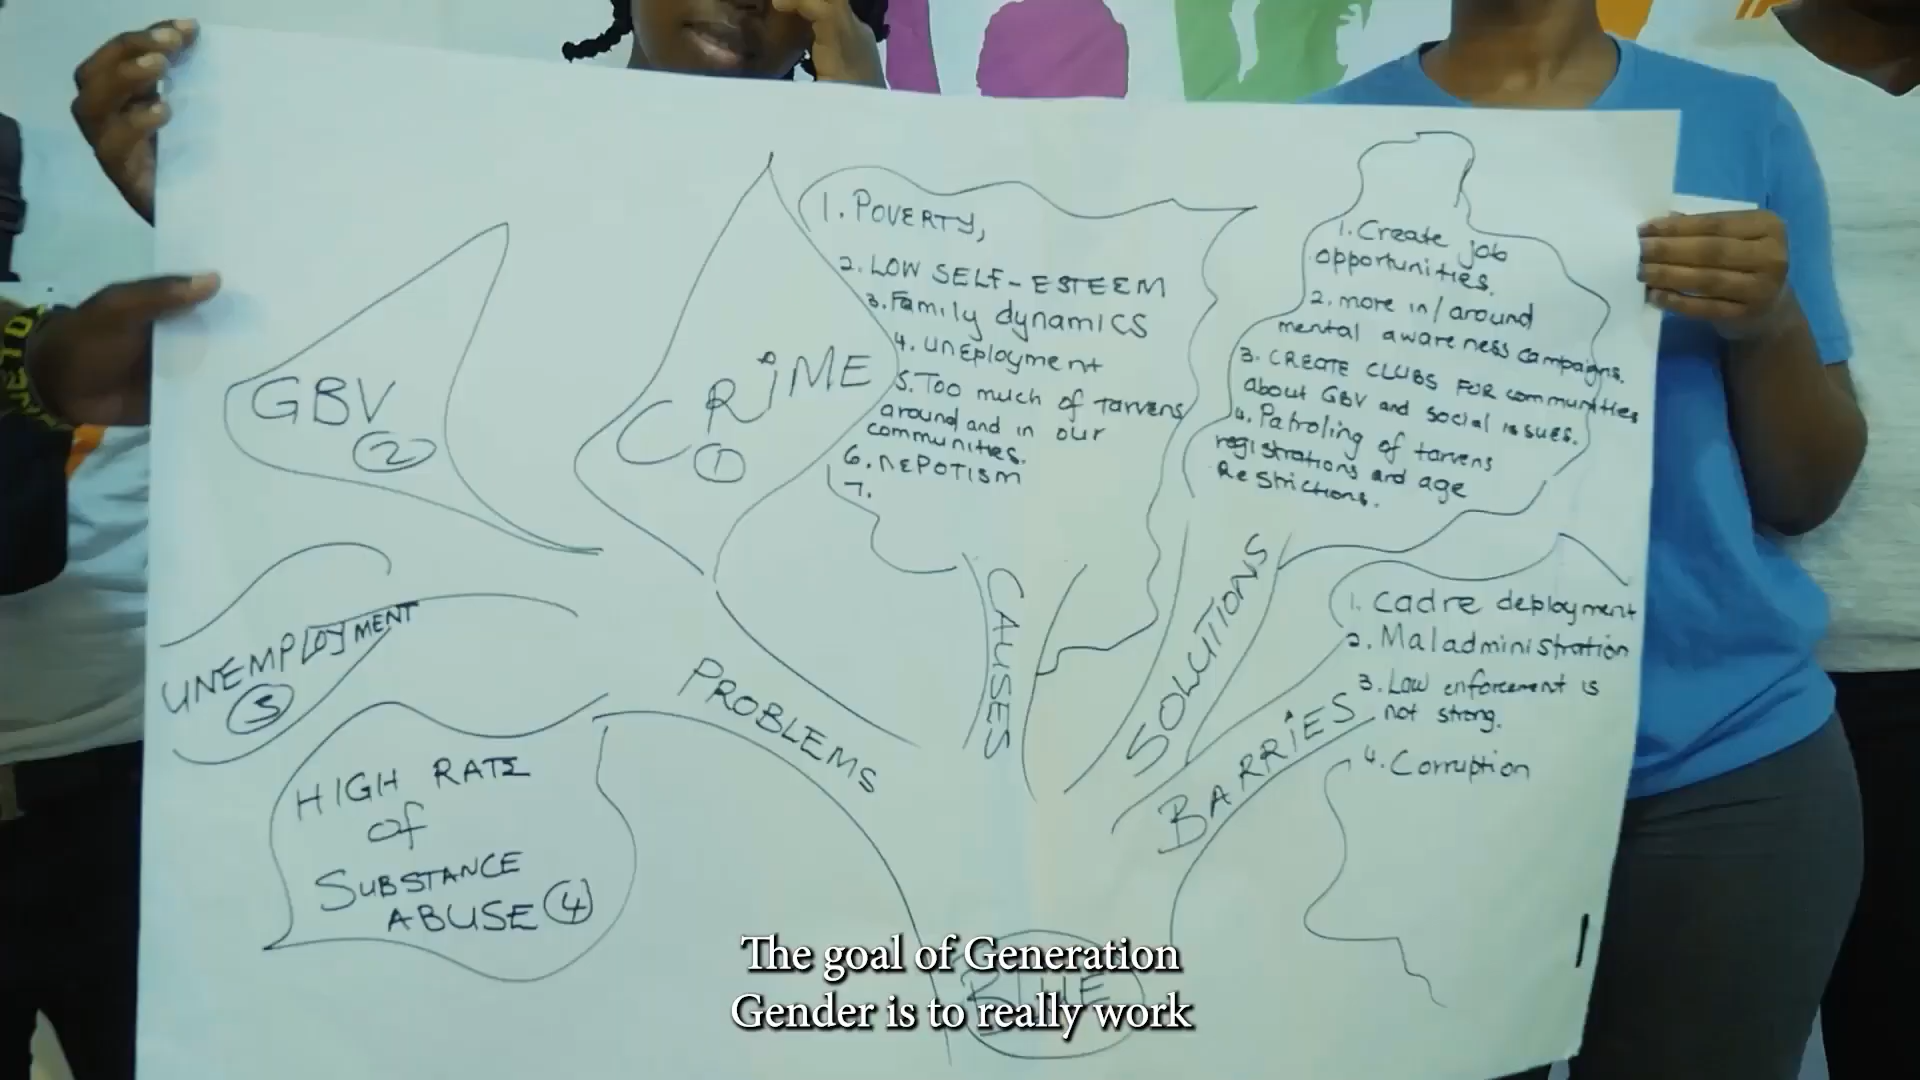 GBV
2
CRiME
1
UNEMPLOYMENT
3
HIGH RATE
of
SUBSTANCE
ABUSE 4
PROBLEMS
1. POVERTY,
2. LOW SELF-ESTEEM
3. Family dynamics
4. unEployment
5. Too much of tarvens
around and in our
communities.
6. NEPOTISM
7.
CAUSES
1. Create job
opportunities.
2. more in/around
mental awareness campaigns.
3. CREATE CLUBS FOR communities
about GBV and social issues.
4. Patroling of tarvens
registrations and age
Restrictions.
SOLUTIONS
1. Cadre deployment
2. Maladministration
3. Law enforcement is
not strong.
4. Corruption
BARRiES
BLUE
The goal of Generation
Gender is to really work